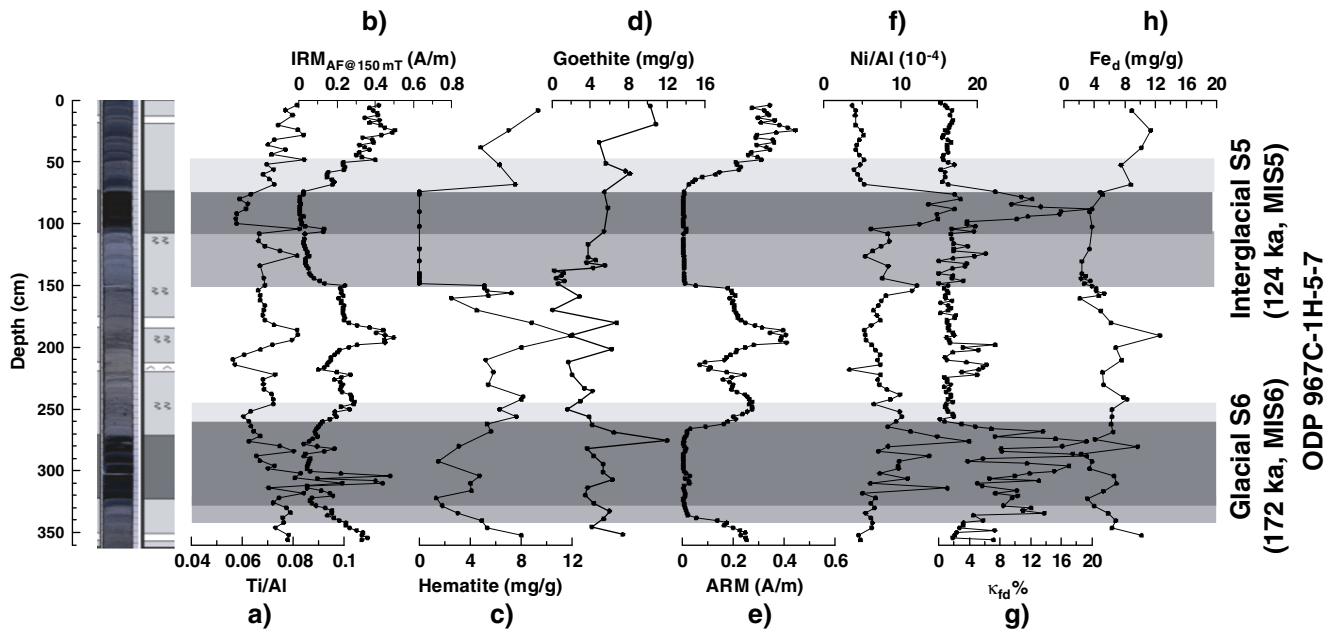 b) d) f) h)
IRM AF@150 mT (A/m) Goethite (mg/g) Ni/Al (10-4) Fed (mg/g)
0 0.2 0.4 0.8 0 4 8 12 16 0 10 20 0 4 8 12 16 20
Depth (cm)
0
50
100
150
200
250
300
350
Interglacial S5
(124 ka, MIS5)
Glacial S6
(172 ka, MIS6)
ODP 967C-1H-5-7
0.04 0.06 0.08 0.1 0 4 8 12 0 0.2 0.4 0.6 0 4 8 12 16 20
Ti/Al Hematite (mg/g) ARM (A/m) κfd%
a) c) e) g)